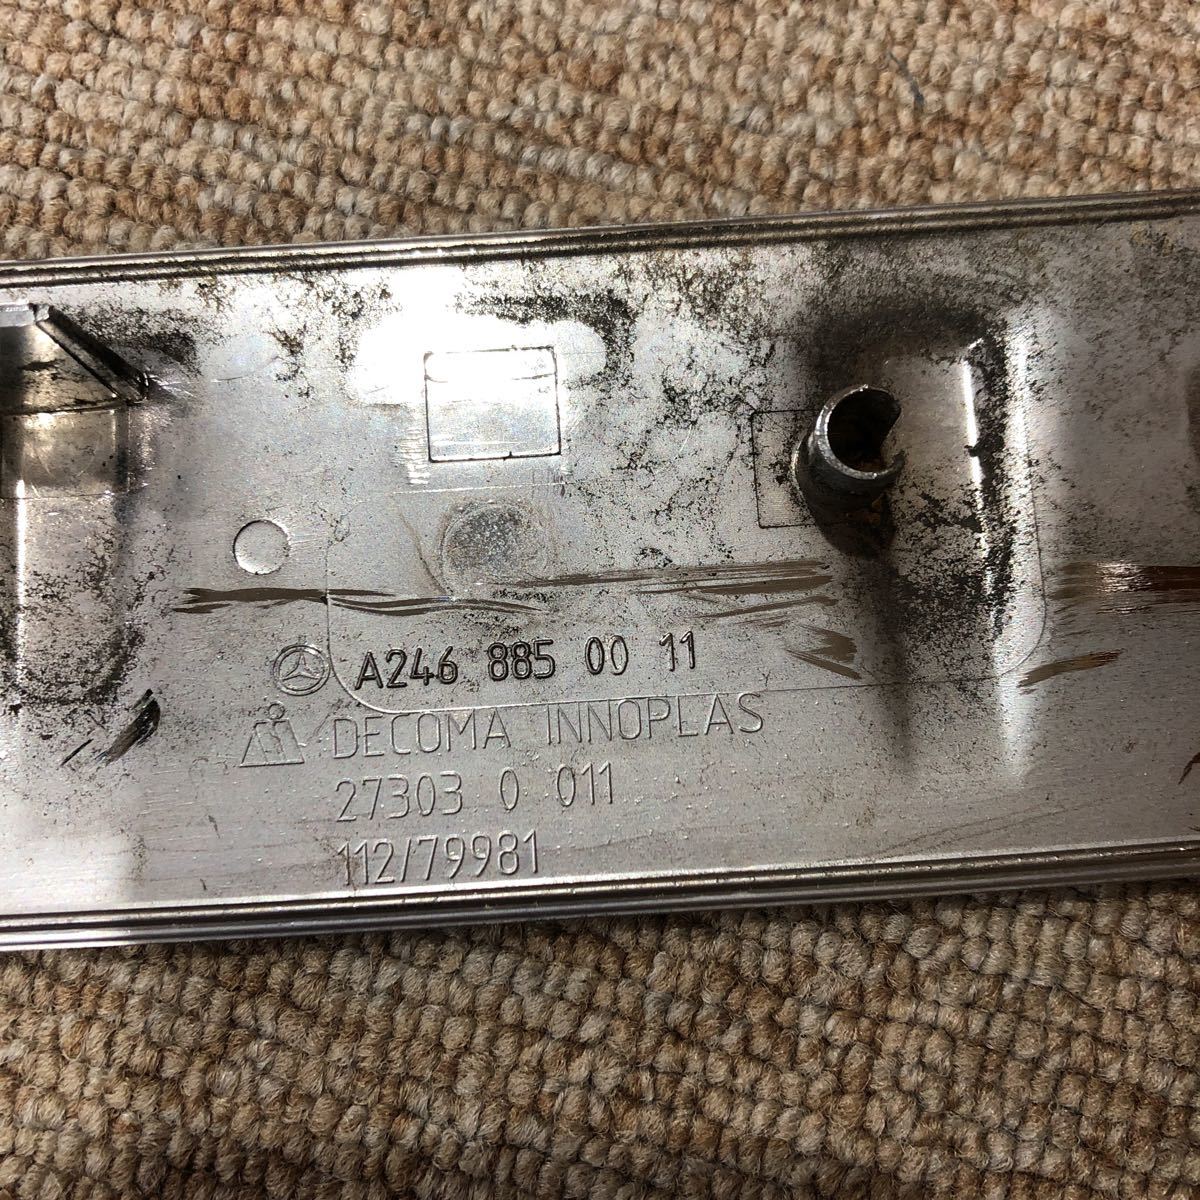 A246 885 00 11
DECOMA INNOPLAS
27303 0 011
112/79981